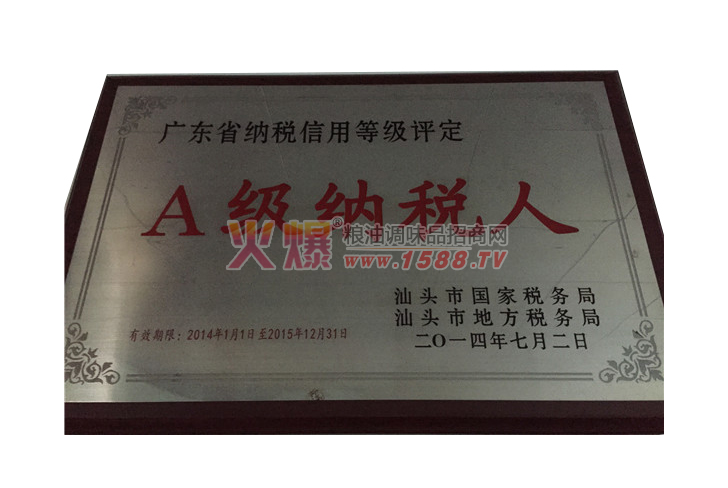 广东省纳税信用等级评定
A级纳税人
火爆®粮油调味品招商网
www.1588.TV
汕头市国家税务局
汕头市地方税务局
有效期限：2014年1月1日至2015年12月31日
二〇一四年七月二日